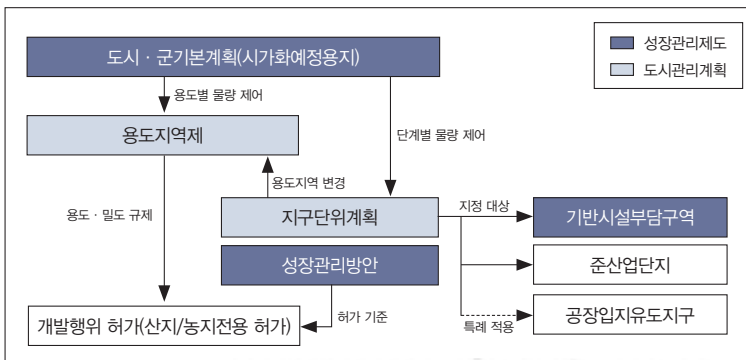 도시 · 군기본계획(시가화예정용지)
성장관리제도
도시관리계획
용도별 물량 제어
용도지역제
단계별 물량 제어
용도지역 변경
용도 · 밀도 규제
지구단위계획
지정 대상
기반시설부담구역
성장관리방안
준산업단지
개발행위 허가(산지/농지전용 허가)
허가 기준
특례 적용
공장입지유도지구